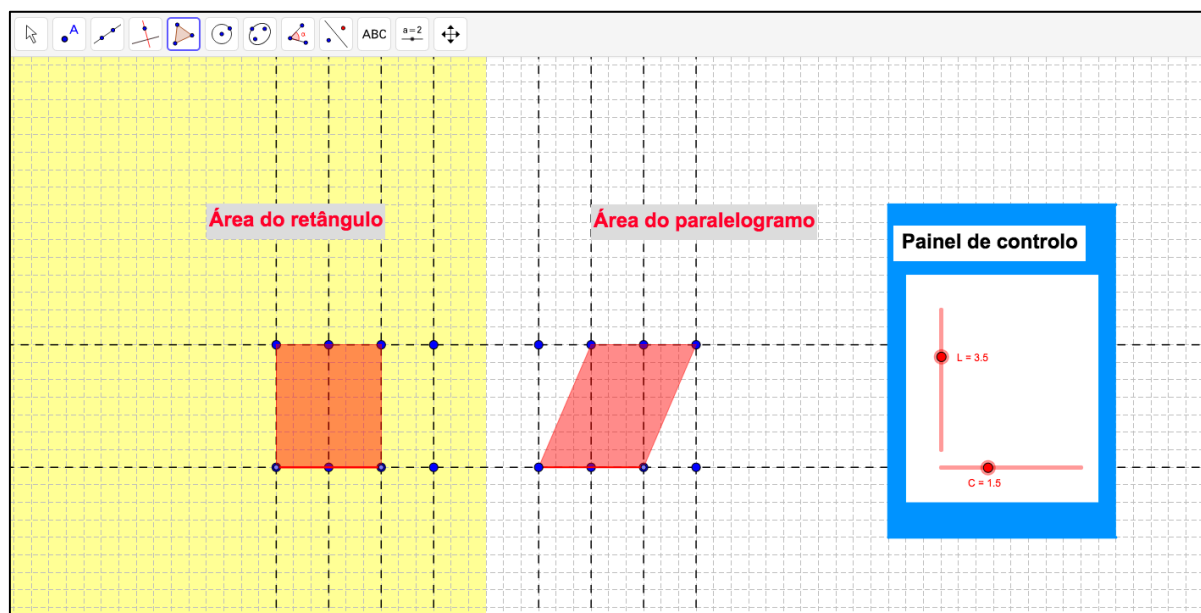 A
ABC
a=2
Área do retângulo
Área do paralelogramo
Painel de controlo
L = 3.5
C = 1.5